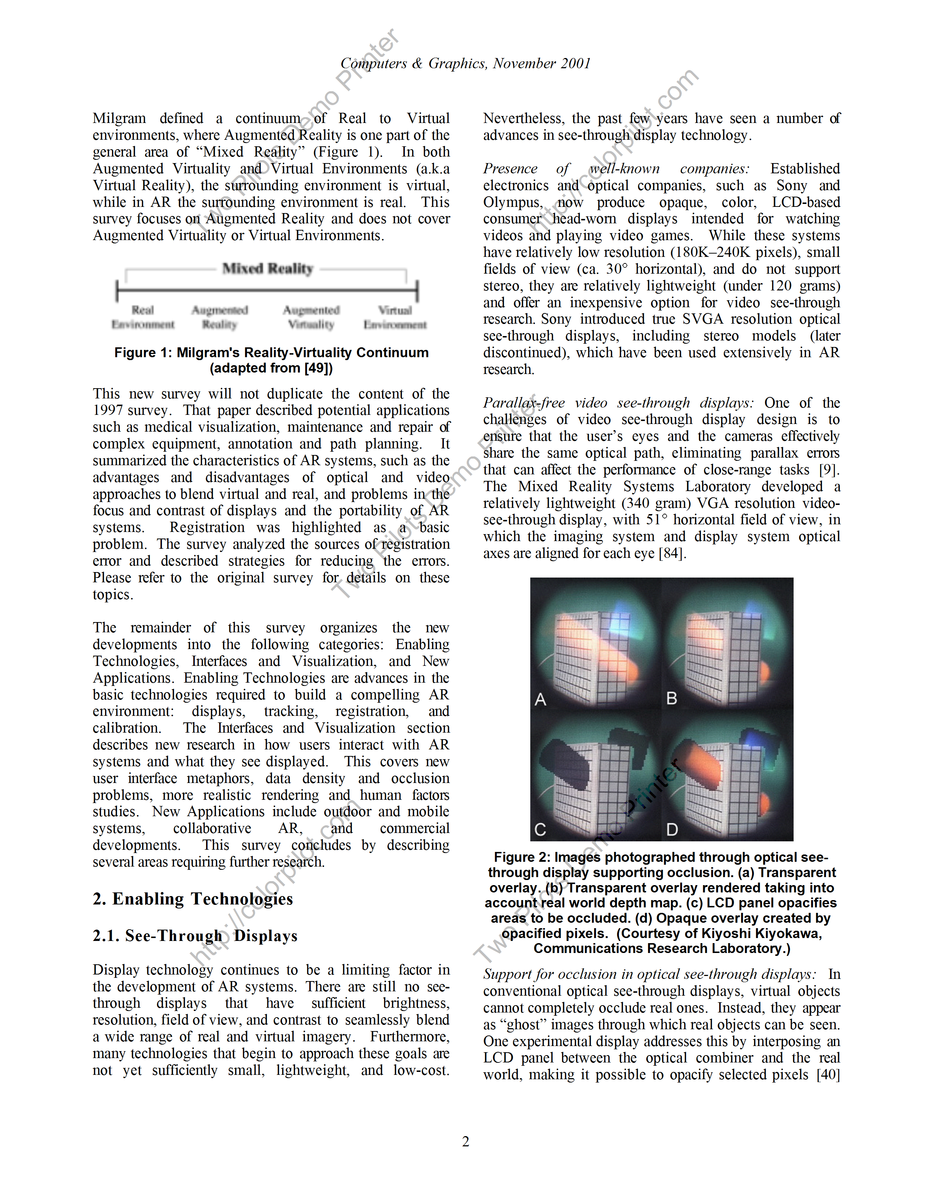 Computers & Graphics, November 2001
Milgram defined a continuum of Real to Virtual
environments, where Augmented Reality is one part of the
general area of “Mixed Reality” (Figure 1). In both
Augmented Virtuality and Virtual Environments (a.k.a
Virtual Reality), the surrounding environment is virtual,
while in AR the surrounding environment is real. This
survey focuses on Augmented Reality and does not cover
Augmented Virtuality or Virtual Environments.
Mixed Reality
Real Augmented Augmented Virtual
Environment Reality Virtuality Environment
Figure 1: Milgram's Reality-Virtuality Continuum
(adapted from [49])
This new survey will not duplicate the content of the
1997 survey. That paper described potential applications
such as medical visualization, maintenance and repair of
complex equipment, annotation and path planning. It
summarized the characteristics of AR systems, such as the
advantages and disadvantages of optical and video
approaches to blend virtual and real, and problems in the
focus and contrast of displays and the portability of AR
systems. Registration was highlighted as a basic
problem. The survey analyzed the sources of registration
error and described strategies for reducing the errors.
Please refer to the original survey for details on these
topics.
The remainder of this survey organizes the new
developments into the following categories: Enabling
Technologies, Interfaces and Visualization, and New
Applications. Enabling Technologies are advances in the
basic technologies required to build a compelling AR
environment: displays, tracking, registration, and
calibration. The Interfaces and Visualization section
describes new research in how users interact with AR
systems and what they see displayed. This covers new
user interface metaphors, data density and occlusion
problems, more realistic rendering and human factors
studies. New Applications include outdoor and mobile
systems, collaborative AR, and commercial
developments. This survey concludes by describing
several areas requiring further research.
2. Enabling Technologies
2.1. See-Through Displays
Display technology continues to be a limiting factor in
the development of AR systems. There are still no see-
through displays that have sufficient brightness,
resolution, field of view, and contrast to seamlessly blend
a wide range of real and virtual imagery. Furthermore,
many technologies that begin to approach these goals are
not yet sufficiently small, lightweight, and low-cost.
Nevertheless, the past few years have seen a number of
advances in see-through display technology.
Presence of well-known companies: Established
electronics and optical companies, such as Sony and
Olympus, now produce opaque, color, LCD-based
consumer head-worn displays intended for watching
videos and playing video games. While these systems
have relatively low resolution (180K–240K pixels), small
fields of view (ca. 30° horizontal), and do not support
stereo, they are relatively lightweight (under 120 grams)
and offer an inexpensive option for video see-through
research. Sony introduced true SVGA resolution optical
see-through displays, including stereo models (later
discontinued), which have been used extensively in AR
research.
Parallax-free video see-through displays: One of the
challenges of video see-through display design is to
ensure that the user’s eyes and the cameras effectively
share the same optical path, eliminating parallax errors
that can affect the performance of close-range tasks [9].
The Mixed Reality Systems Laboratory developed a
relatively lightweight (340 gram) VGA resolution video-
see-through display, with 51° horizontal field of view, in
which the imaging system and display system optical
axes are aligned for each eye [84].
A B
C D
Figure 2: Images photographed through optical see-
through display supporting occlusion. (a) Transparent
overlay. (b) Transparent overlay rendered taking into
account real world depth map. (c) LCD panel opacifies
areas to be occluded. (d) Opaque overlay created by
opacified pixels. (Courtesy of Kiyoshi Kiyokawa,
Communications Research Laboratory.)
Support for occlusion in optical see-through displays: In
conventional optical see-through displays, virtual objects
cannot completely occlude real ones. Instead, they appear
as “ghost” images through which real objects can be seen.
One experimental display addresses this by interposing an
LCD panel between the optical combiner and the real
world, making it possible to opacify selected pixels [40]
2
Two Pilots Demo Printer
http://colorpilot.com
Two Pilots Demo Printer
http://colorpilot.com
Two Pilots Demo Printer